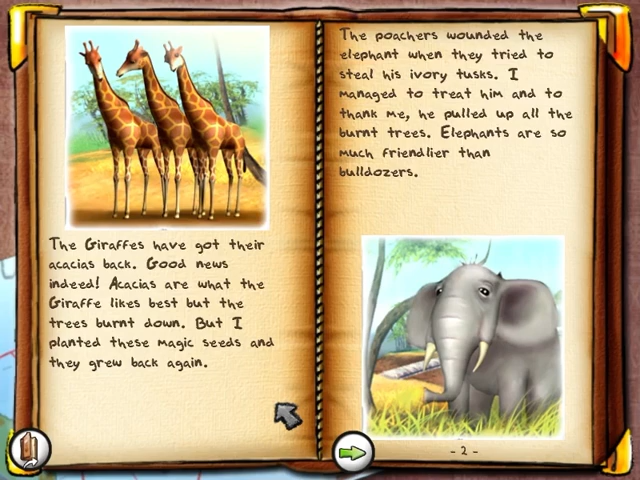 The Giraffes have got their
acacias back. Good news
indeed! Acacias are what the
Giraffe likes best but the
trees burnt down. But I
planted these magic seeds and
they grew back again.
The poachers wounded the
elephant when they tried to
steal his ivory tusks. I
managed to treat him and to
thank me, he pulled up all the
burnt trees. Elephants are so
much friendlier than
bulldozers.
- 2 -